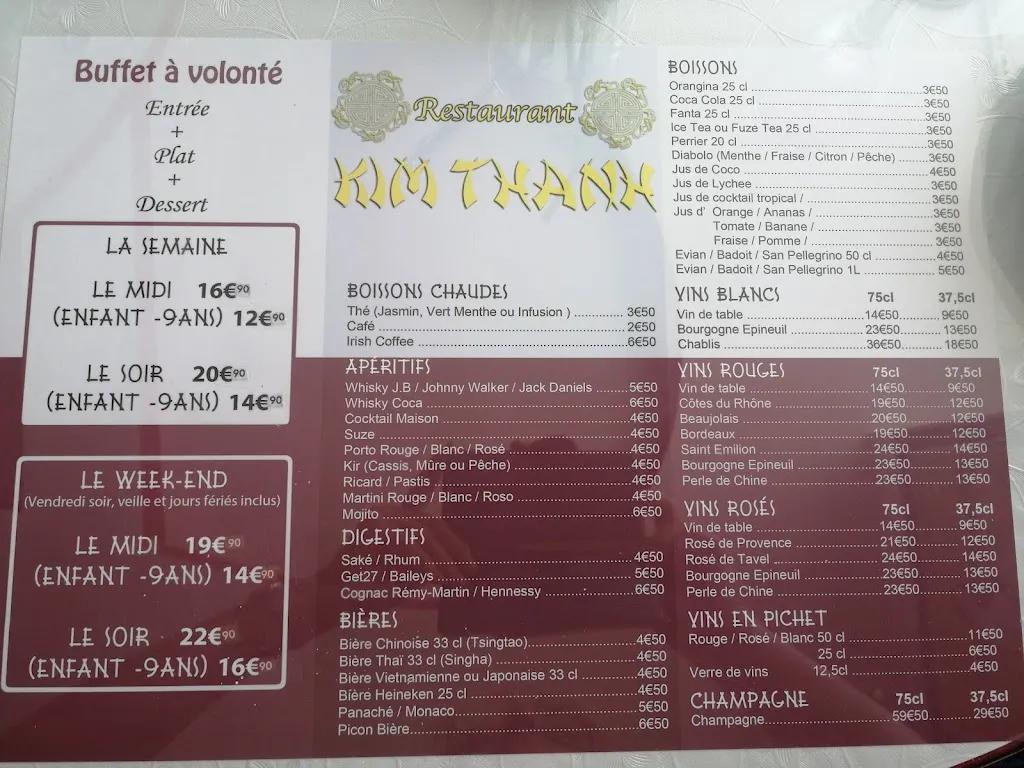 Buffet à volonté
Entrée
+
Plat
+
Dessert
LA SEMAINE
LE MIDI 16€90
(ENFANT -9ANS) 12€90
LE SOIR 20€90
(ENFANT -9ANS) 14€90
LE WEEK-END
(Vendredi soir, veille et jours fériés inclus)
LE MIDI 19€90
(ENFANT -9ANS) 14€90
LE SOIR 22€90
(ENFANT -9ANS) 16€90
Restaurant
KIM THANH
BOISSONS CHAUDES
Thé (Jasmin, Vert Menthe ou Infusion ) ............ 3€50
Café ............ 2€50
Irish Coffee ............ 6€50
APÉRITIFS
Whisky J.B / Johnny Walker / Jack Daniels ......... 5€50
Whisky Coca ............ 6€50
Cocktail Maison ............ 4€50
Suze ............ 4€50
Porto Rouge / Blanc / Rosé ............ 4€50
Kir (Cassis, Mûre ou Pêche) ............ 4€50
Ricard / Pastis ............ 4€50
Martini Rouge / Blanc / Roso ............ 4€50
Mojito ............ 6€50
DIGESTIFS
Saké / Rhum ............ 4€50
Get27 / Baileys ............ 5€50
Cognac Rémy-Martin / Hennessy ............ 6€50
BIÈRES
Bière Chinoise 33 cl (Tsingtao) ............ 4€50
Bière Thaï 33 cl (Singha) ............ 4€50
Bière Vietnamienne ou Japonaise 33 cl ............ 4€50
Bière Heineken 25 cl ............ 4€50
Panaché / Monaco ............ 5€50
Picon Bière ............ 6€50
BOISSONS
Orangina 25 cl ............ 3€50
Coca Cola 25 cl ............ 3€50
Fanta 25 cl ............ 3€50
Ice Tea ou Fuze Tea 25 cl ............ 3€50
Perrier 20 cl ............ 3€50
Diabolo (Menthe / Fraise / Citron / Pêche) ......... 3€50
Jus de Coco ............ 4€50
Jus de Lychee ............ 3€50
Jus de cocktail tropical / ............ 3€50
Jus d' Orange / Ananas / ............ 3€50
Tomate / Banane / ............ 3€50
Fraise / Pomme / ............ 3€50
Evian / Badoit / San Pellegrino 50 cl ............ 4€50
Evian / Badoit / San Pellegrino 1L ............ 5€50
VINS BLANCS 75cl 37,5cl
Vin de table ............ 14€50 ............ 9€50
Bourgogne Epineuil ............ 23€50 ............ 13€50
Chablis ............ 36€50 ............ 18€50
VINS ROUGES 75cl 37,5cl
Vin de table ............ 14€50 ............ 9€50
Côtes du Rhône ............ 19€50 ............ 12€50
Beaujolais ............ 20€50 ............ 12€50
Bordeaux ............ 19€50 ............ 12€50
Saint Emilion ............ 24€50 ............ 14€50
Bourgogne Epineuil ............ 23€50 ............ 13€50
Perle de Chine ............ 23€50 ............ 13€50
VINS ROSÉS 75cl 37,5cl
Vin de table ............ 14€50 ............ 9€50
Rosé de Provence ............ 21€50 ............ 12€50
Rosé de Tavel ............ 24€50 ............ 14€50
Bourgogne Epineuil ............ 23€50 ............ 13€50
Perle de Chine ............ 23€50 ............ 13€50
VINS EN PICHET
Rouge / Rosé / Blanc 50 cl ............ 11€50
25 cl ............ 6€50
Verre de vins 12,5cl ............ 4€50
CHAMPAGNE 75cl 37,5cl
Champagne ............ 59€50 ............ 29€50